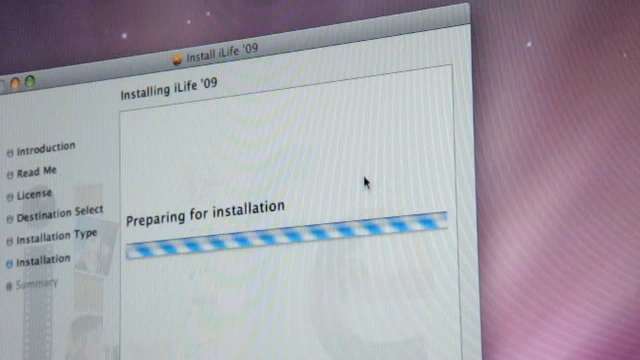 Install iLife '09
Installing iLife '09
Introduction
Read Me
License
Destination Select
Installation Type
Installation
Summary
Preparing for installation